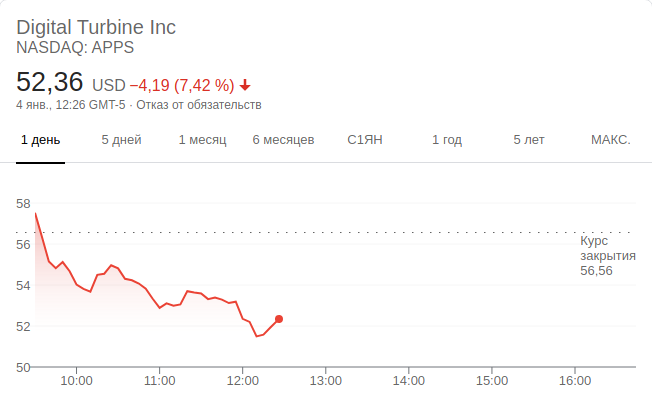 Digital Turbine Inc
NASDAQ: APPS
52,36 USD −4,19 (7,42 %)
4 янв., 12:26 GMT-5 · Отказ от обязательств
1 день 5 дней 1 месяц 6 месяцев С1ЯН 1 год 5 лет МАКС.
58
56
54
52
50
Курс
закрытия
56,56
10:00 11:00 12:00 13:00 14:00 15:00 16:00